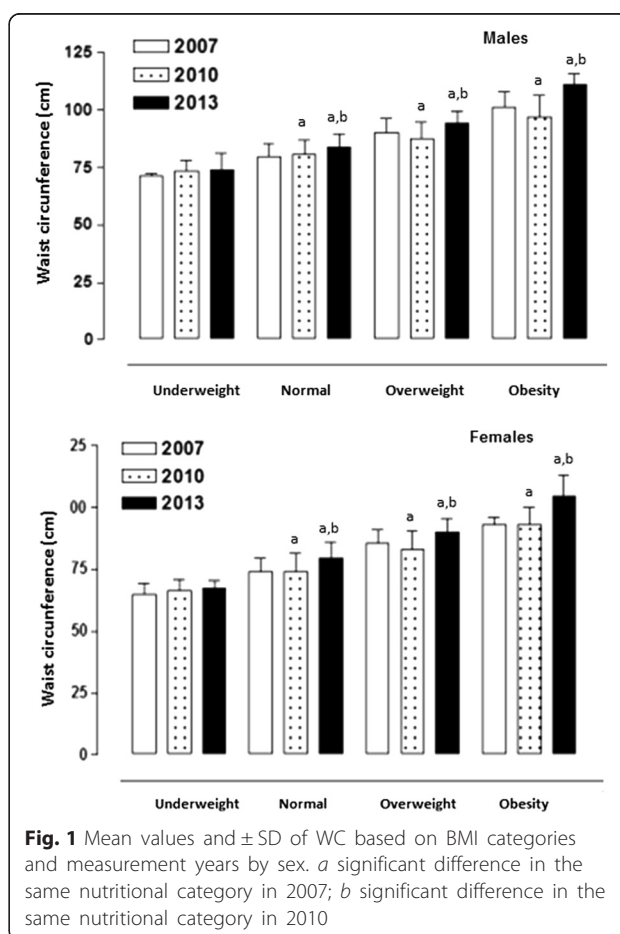 Males
2007
2010
2013
125
100
75
50
25
0
Waist circunference (cm)
a
a,b
a
a,b
a
a,b
Underweight Normal Overweight Obesity
Females
2007
2010
2013
25
00
75
50
25
0
Waist circunference (cm)
a
a,b
a
a,b
a
a,b
Underweight Normal Overweight Obesity
Fig. 1 Mean values and ± SD of WC based on BMI categories
and measurement years by sex. a significant difference in the
same nutritional category in 2007; b significant difference in the
same nutritional category in 2010